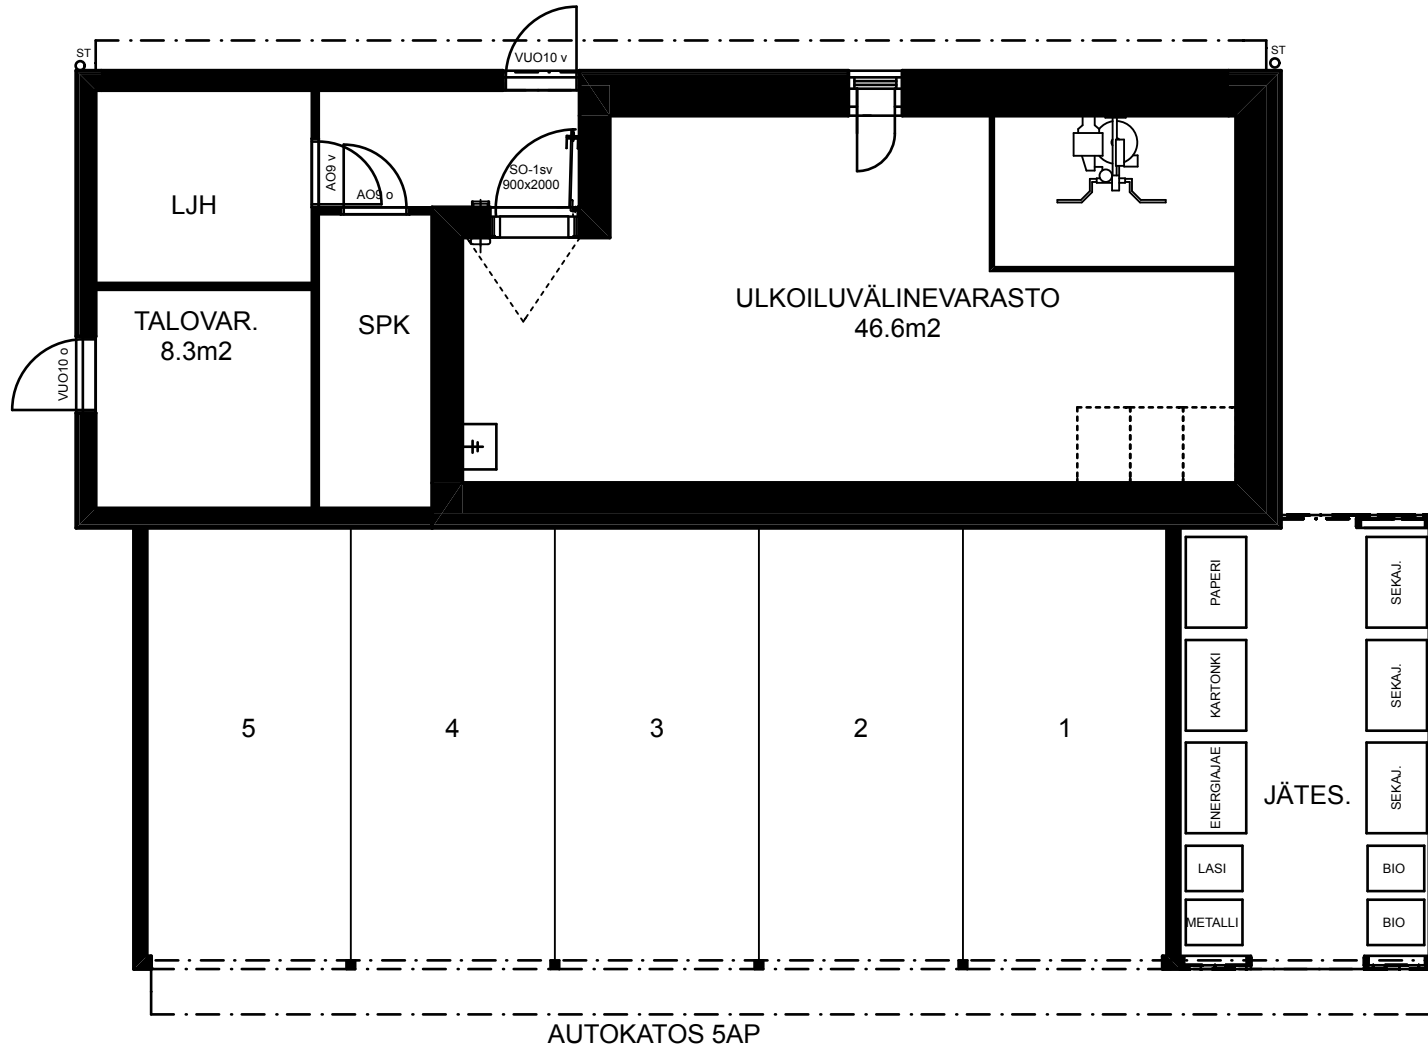 ST
VUO10 v
ST
AO9 v
AO9 o
SO-1sv
900x2000
LJH
TALOVAR.
8.3m2
SPK
ULKOILUVÄLINEVARASTO
46.6m2
VUO10 o
PAPERI
SEKAJ.
KARTONKI
SEKAJ.
5
4
3
2
1
ENERGIAJAE
JÄTES.
SEKAJ.
LASI
BIO
METALLI
BIO
AUTOKATOS 5AP